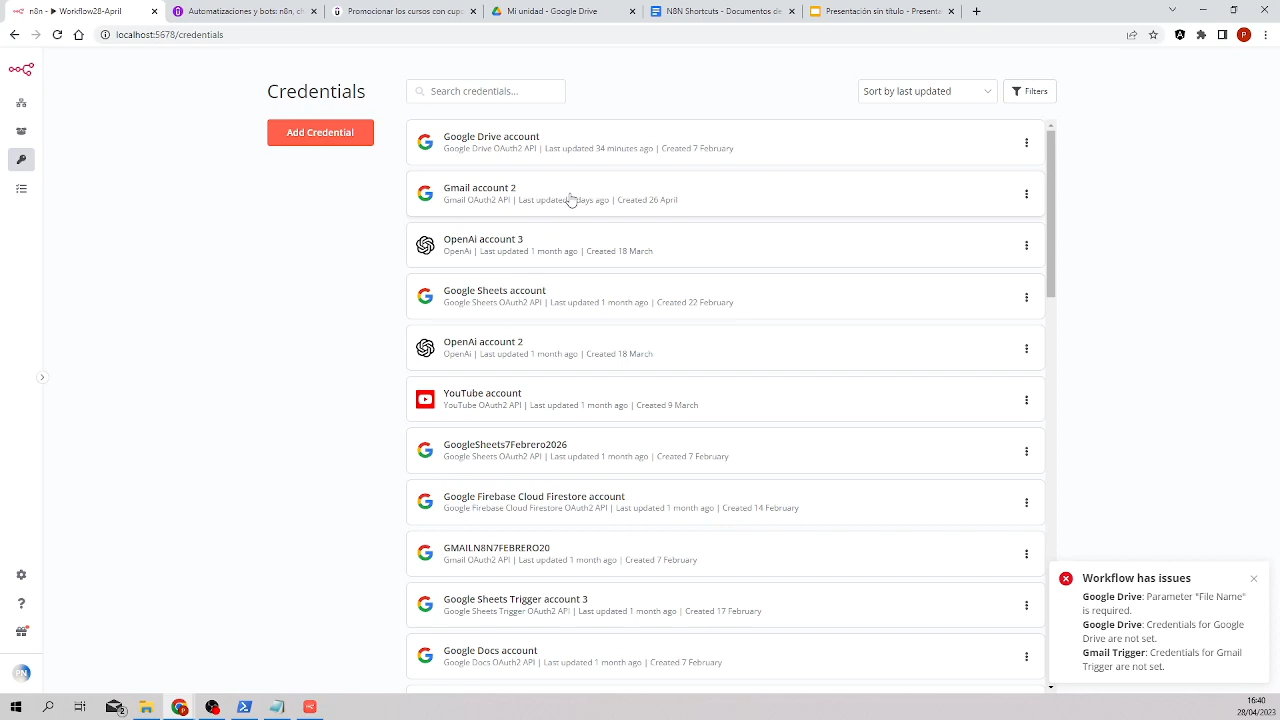 n8n - ▶ Workflow28-April
Automatizaciones y bots: n8n, ch
Promocionar los cursos con cup
Mi unidad - Google Drive
N8N Shortcuts - Documentos de
Presentación sin título - Presenta
localhost:5678/credentials
P
Credentials
Search credentials...
Sort by last updated
Filters
Add Credential
Google Drive account
Google Drive OAuth2 API | Last updated 34 minutes ago | Created 7 February
Gmail account 2
Gmail OAuth2 API | Last updated days ago | Created 26 April
OpenAi account 3
OpenAi | Last updated 1 month ago | Created 18 March
Google Sheets account
Google Sheets OAuth2 API | Last updated 1 month ago | Created 22 February
OpenAi account 2
OpenAi | Last updated 1 month ago | Created 18 March
YouTube account
YouTube OAuth2 API | Last updated 1 month ago | Created 9 March
GoogleSheets7Febrero2026
Google Sheets OAuth2 API | Last updated 1 month ago | Created 7 February
Google Firebase Cloud Firestore account
Google Firebase Cloud Firestore OAuth2 API | Last updated 1 month ago | Created 14 February
GMAILN8N7FEBRERO20
Gmail OAuth2 API | Last updated 1 month ago | Created 7 February
Google Sheets Trigger account 3
Google Sheets Trigger OAuth2 API | Last updated 1 month ago | Created 17 February
Google Docs account
Google Docs OAuth2 API | Last updated 1 month ago | Created 7 February
Workflow has issues
Google Drive: Parameter "File Name"
is required.
Google Drive: Credentials for Google
Drive are not set.
Gmail Trigger: Credentials for Gmail
Trigger are not set.
PN
16:40
28/04/2023